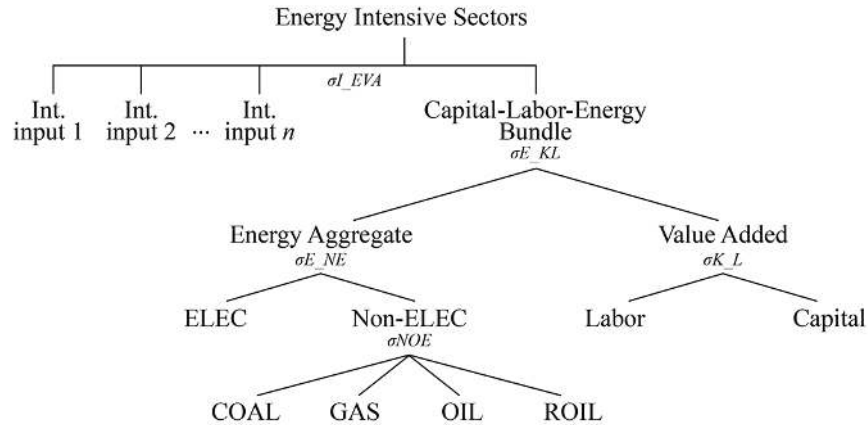 Energy Intensive Sectors
σI_EVA
Int. Int. Int. Capital-Labor-Energy
input 1 input 2 ... input n Bundle
σE_KL
Energy Aggregate Value Added
σE_NE σK_L
ELEC Non-ELEC Labor Capital
σNOE
COAL GAS OIL ROIL